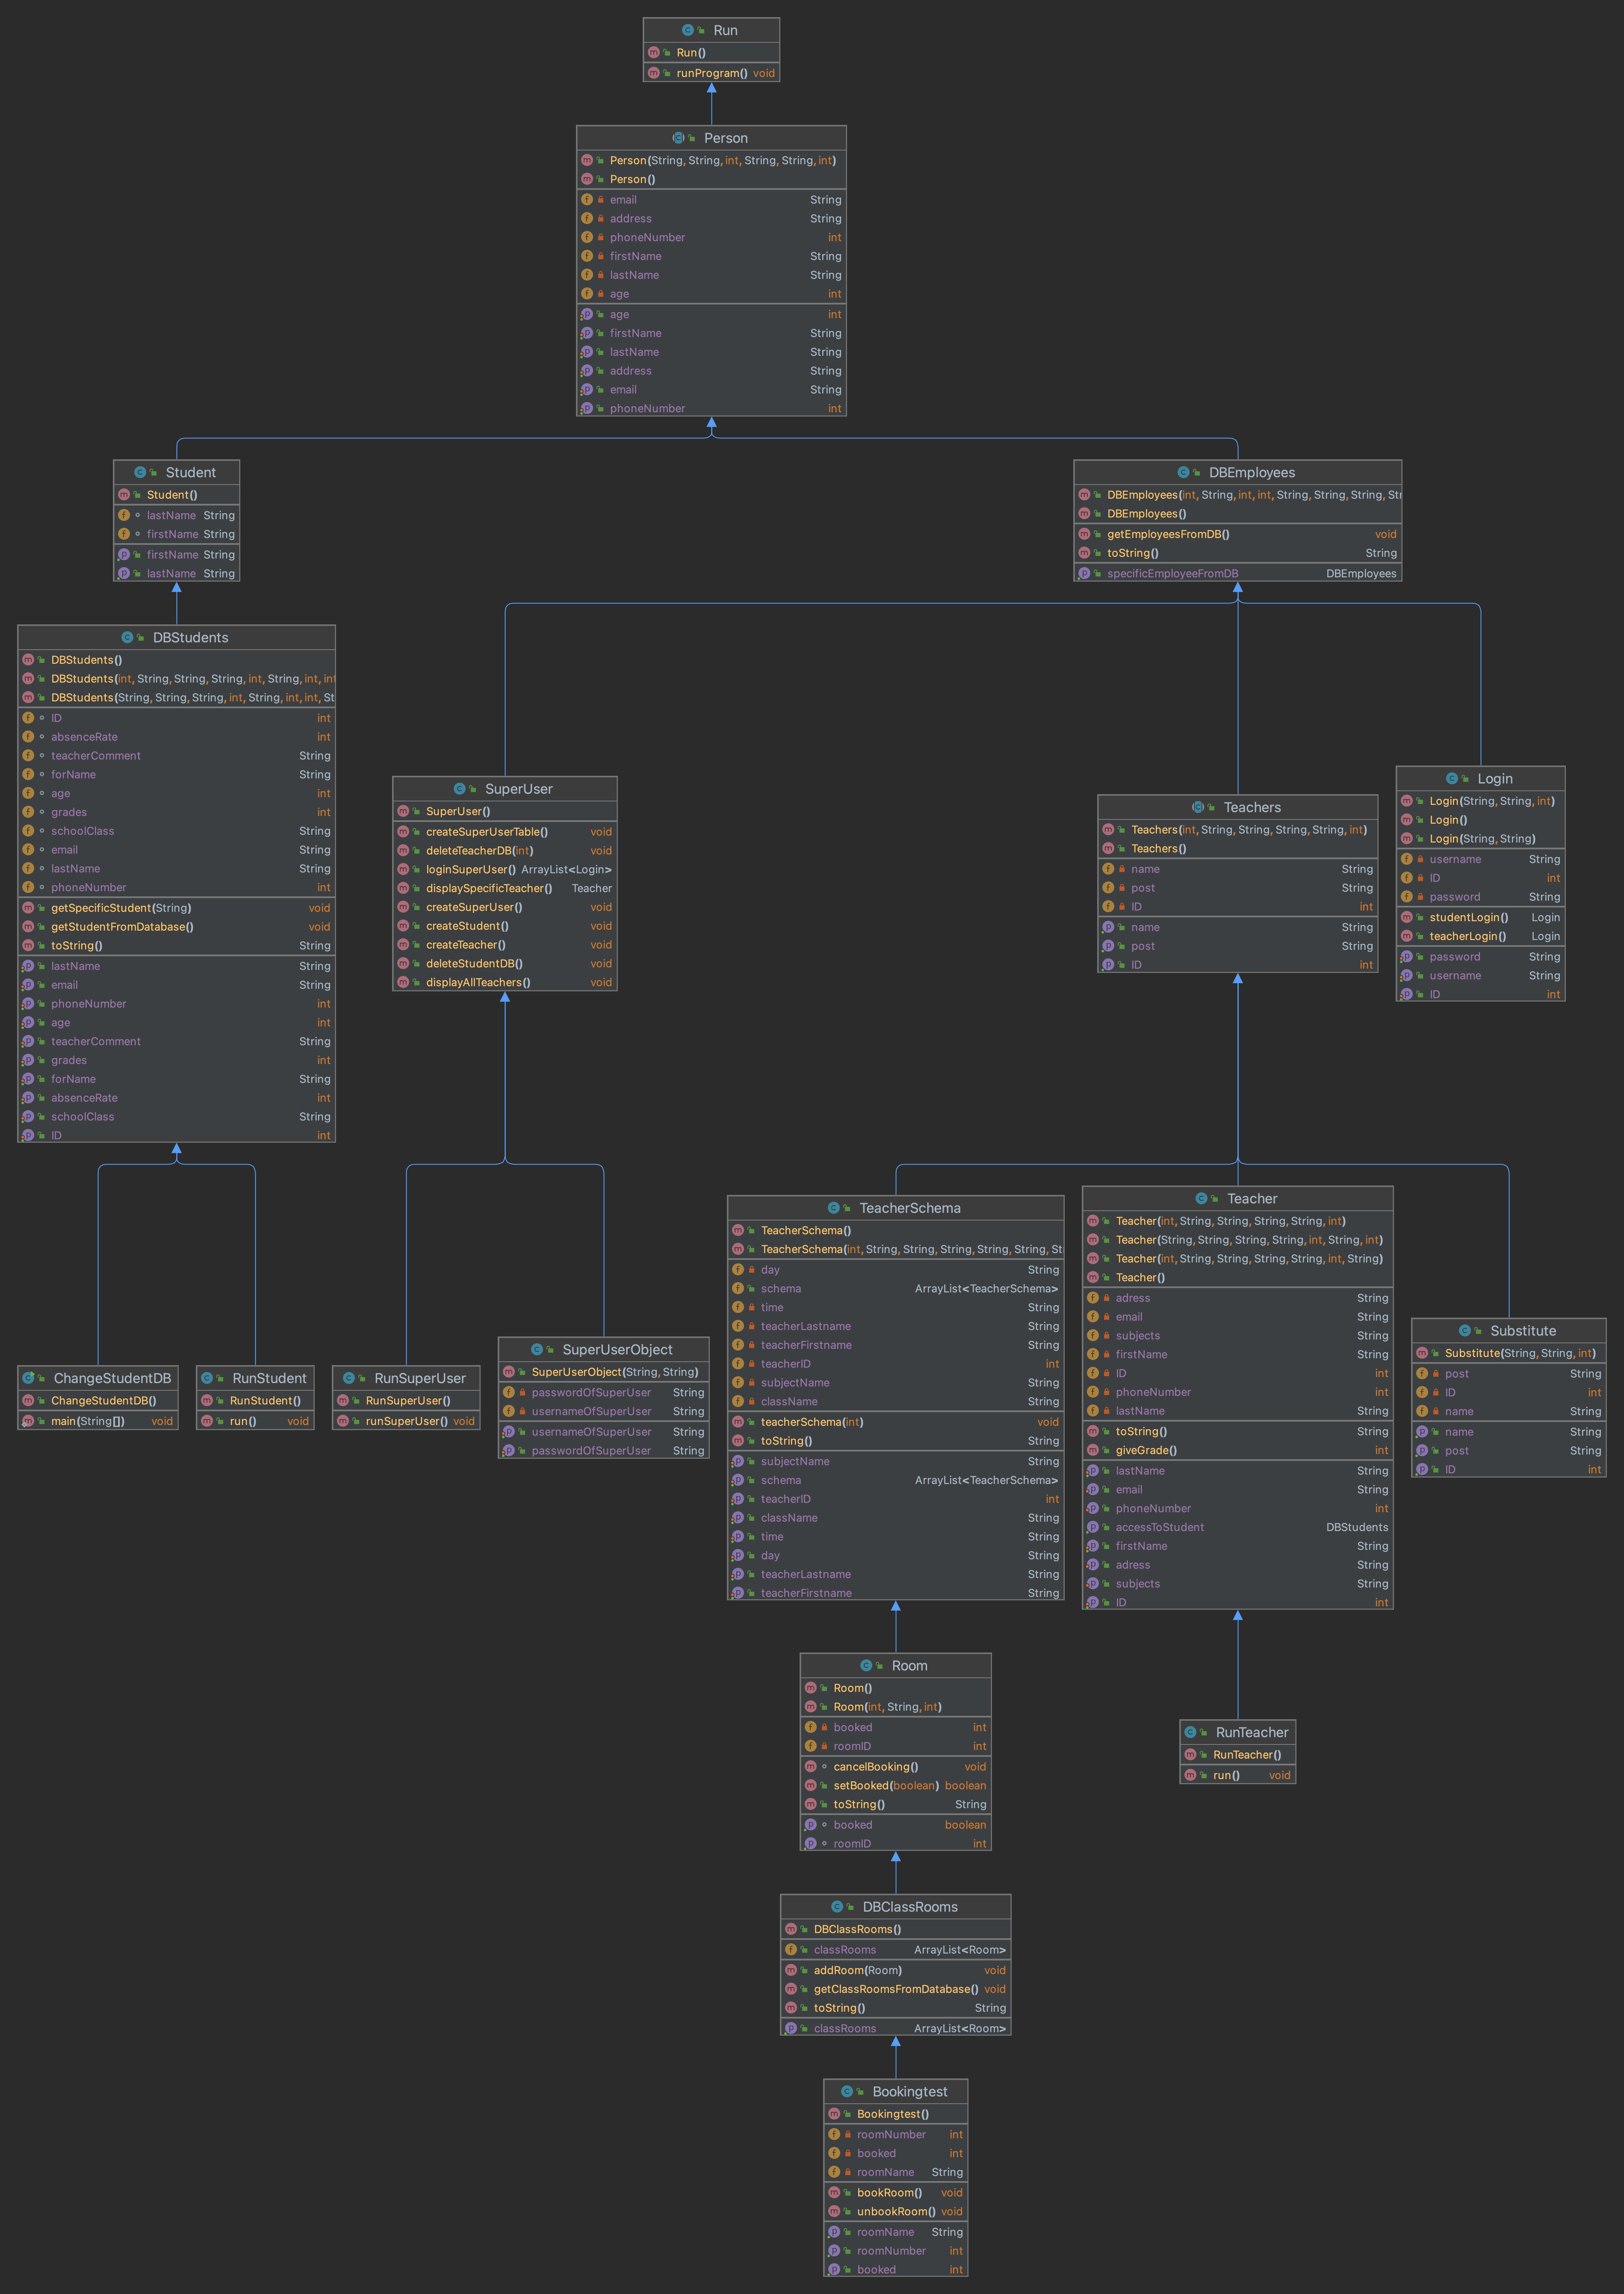 Run
Run()
runProgram() void
Person
Person(String, String, int, String, String, int)
Person()
email String
address String
phoneNumber int
firstName String
lastName String
age int
age int
firstName String
lastName String
address String
email String
phoneNumber int
Student
Student()
lastName String
firstName String
firstName String
lastName String
DBEmployees
DBEmployees(int, String, int, int, String, String, String, Str
DBEmployees()
getEmployeesFromDB() void
toString() String
specificEmployeeFromDB DBEmployees
DBStudents
DBStudents()
DBStudents(int, String, String, String, int, String, int, int
DBStudents(String, String, String, int, String, int, int, St
ID int
absenceRate int
teacherComment String
forName String
age int
grades int
schoolClass String
email String
lastName String
phoneNumber int
getSpecificStudent(String) void
getStudentFromDatabase() void
toString() String
lastName String
email String
phoneNumber int
age int
teacherComment String
grades int
forName String
absenceRate int
schoolClass String
ID int
SuperUser
SuperUser()
createSuperUserTable() void
deleteTeacherDB(int) void
loginSuperUser() ArrayList<Login>
displaySpecificTeacher() Teacher
createSuperUser() void
createStudent() void
createTeacher() void
deleteStudentDB() void
displayAllTeachers() void
Teachers
Teachers(int, String, String, String, String, int)
Teachers()
name String
post String
ID int
name String
post String
ID int
Login
Login(String, String, int)
Login()
Login(String, String)
username String
ID int
password String
studentLogin() Login
teacherLogin() Login
password String
username String
ID int
ChangeStudentDB
ChangeStudentDB()
main(String[]) void
RunStudent
RunStudent()
run() void
RunSuperUser
RunSuperUser()
runSuperUser() void
SuperUserObject
SuperUserObject(String, String)
passwordOfSuperUser String
usernameOfSuperUser String
usernameOfSuperUser String
passwordOfSuperUser String
TeacherSchema
TeacherSchema()
TeacherSchema(int, String, String, String, String, String, St
day String
schema ArrayList<TeacherSchema>
time String
teacherLastname String
teacherFirstname String
teacherID int
subjectName String
className String
teacherSchema(int) void
toString() String
subjectName String
schema ArrayList<TeacherSchema>
teacherID int
className String
time String
day String
teacherLastname String
teacherFirstname String
Teacher
Teacher(int, String, String, String, String, int)
Teacher(String, String, String, String, int, String, int)
Teacher(int, String, String, String, String, int, String)
Teacher()
adress String
email String
subjects String
firstName String
ID int
phoneNumber int
lastName String
toString() String
giveGrade() int
lastName String
email String
phoneNumber int
accessToStudent DBStudents
firstName String
adress String
subjects String
ID int
Substitute
Substitute(String, String, int)
post String
ID int
name String
name String
post String
ID int
Room
Room()
Room(int, String, int)
booked int
roomID int
cancelBooking() void
setBooked(boolean) boolean
toString() String
booked boolean
roomID int
RunTeacher
RunTeacher()
run() void
DBClassRooms
DBClassRooms()
classRooms ArrayList<Room>
addRoom(Room) void
getClassRoomsFromDatabase() void
toString() String
classRooms ArrayList<Room>
Bookingtest
Bookingtest()
roomNumber int
booked int
roomName String
bookRoom() void
unbookRoom() void
roomName String
roomNumber int
booked int